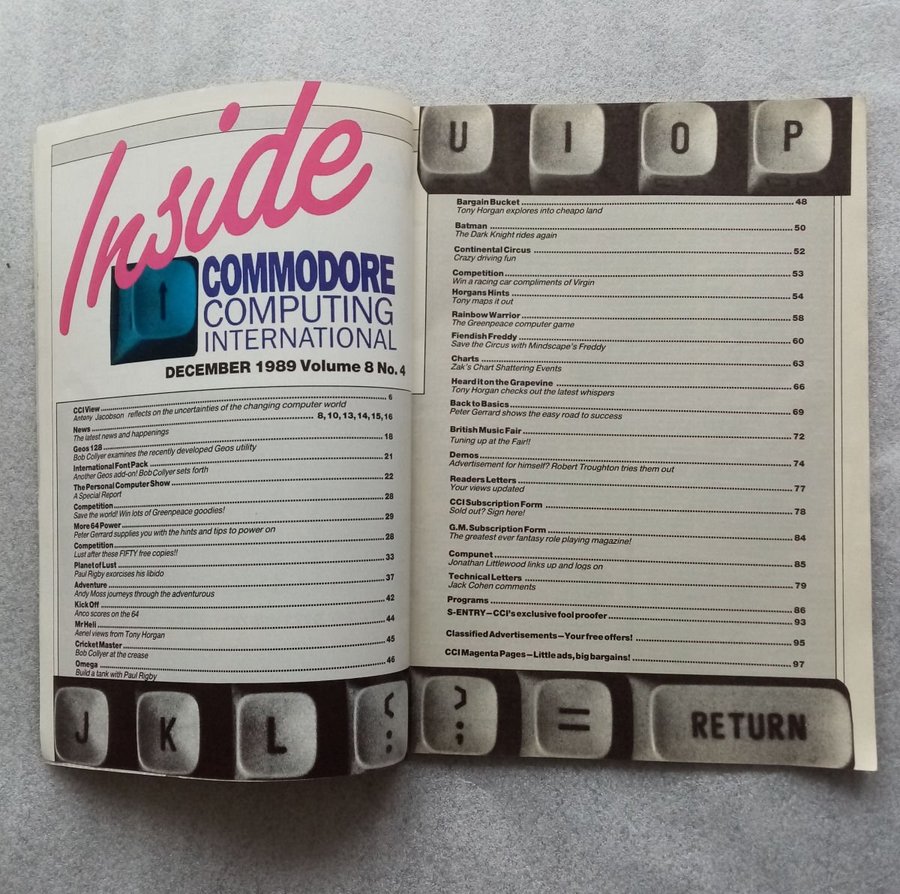 Inside
COMMODORE
COMPUTING
INTERNATIONAL
DECEMBER 1989 Volume 8 No. 4
CCI View 6
Antony Jacobson reflects on the uncertainties of the changing computer world
News 8, 10, 13, 14, 15, 16
The latest news and happenings
Geos 128 18
Bob Collyer examines the recently developed Geos utility
International Font Pack 21
Another Geos add-on! Bob Collyer sets forth
The Personal Computer Show 22
A Special Report
Competition 28
Save the world! Win lots of Greenpeace goodies!
More 64 Power 29
Peter Gerrard supplies you with the hints and tips to power on
Competition 28
Lust after these FIFTY free copies!!
Planet of Lust 33
Paul Rigby exorcises his libido
Adventure 37
Andy Moss journeys through the adventurous
Kick Off 42
Anco scores on the 64
Mr Heli 44
Aeriel views from Tony Horgan
Cricket Master 45
Bob Collyer at the crease
Omega 46
Build a tank with Paul Rigby
J K L < :
U I O P
Bargain Bucket 48
Tony Horgan explores into cheapo land
Batman 50
The Dark Knight rides again
Continental Circus 52
Crazy driving fun
Competition 53
Win a racing car compliments of Virgin
Horgans Hints 54
Tony maps it out
Rainbow Warrior 58
The Greenpeace computer game
Fiendish Freddy 60
Save the Circus with Mindscape's Freddy
Charts 63
Zak's Chart Shattering Events
Heard it on the Grapevine 66
Tony Horgan checks out the latest whispers
Back to Basics 69
Peter Gerrard shows the easy road to success
British Music Fair 72
Tuning up at the Fair!!
Demos 74
Advertisement for himself? Robert Troughton tries them out
Readers Letters 77
Your views updated
CCI Subscription Form 78
Sold out? Sign here!
G.M. Subscription Form 84
The greatest ever fantasy role playing magazine!
Compunet 85
Jonathan Littlewood links up and logs on
Technical Letters 79
Jack Cohen comments
Programs 86
S-ENTRY—CCI's exclusive fool proofer 93
Classified Advertisements—Your free offers! 95
CCI Magenta Pages—Little ads, big bargains! 97
> ; = RETURN